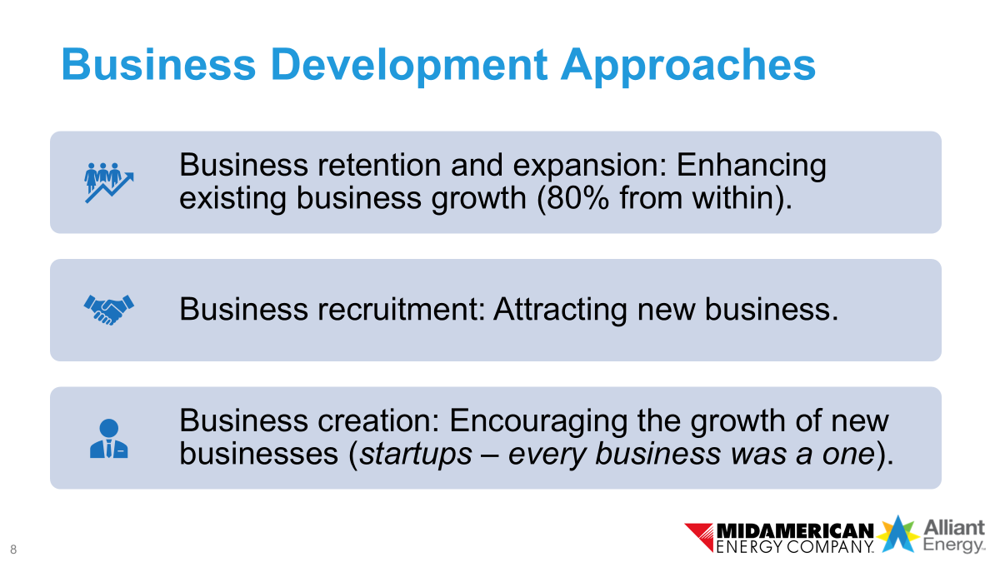 Business Development Approaches
Business retention and expansion: Enhancing
existing business growth (80% from within).
Business recruitment: Attracting new business.
Business creation: Encouraging the growth of new
businesses (startups – every business was a one).
8
MIDAMERICAN
ENERGY COMPANY.
Alliant
Energy